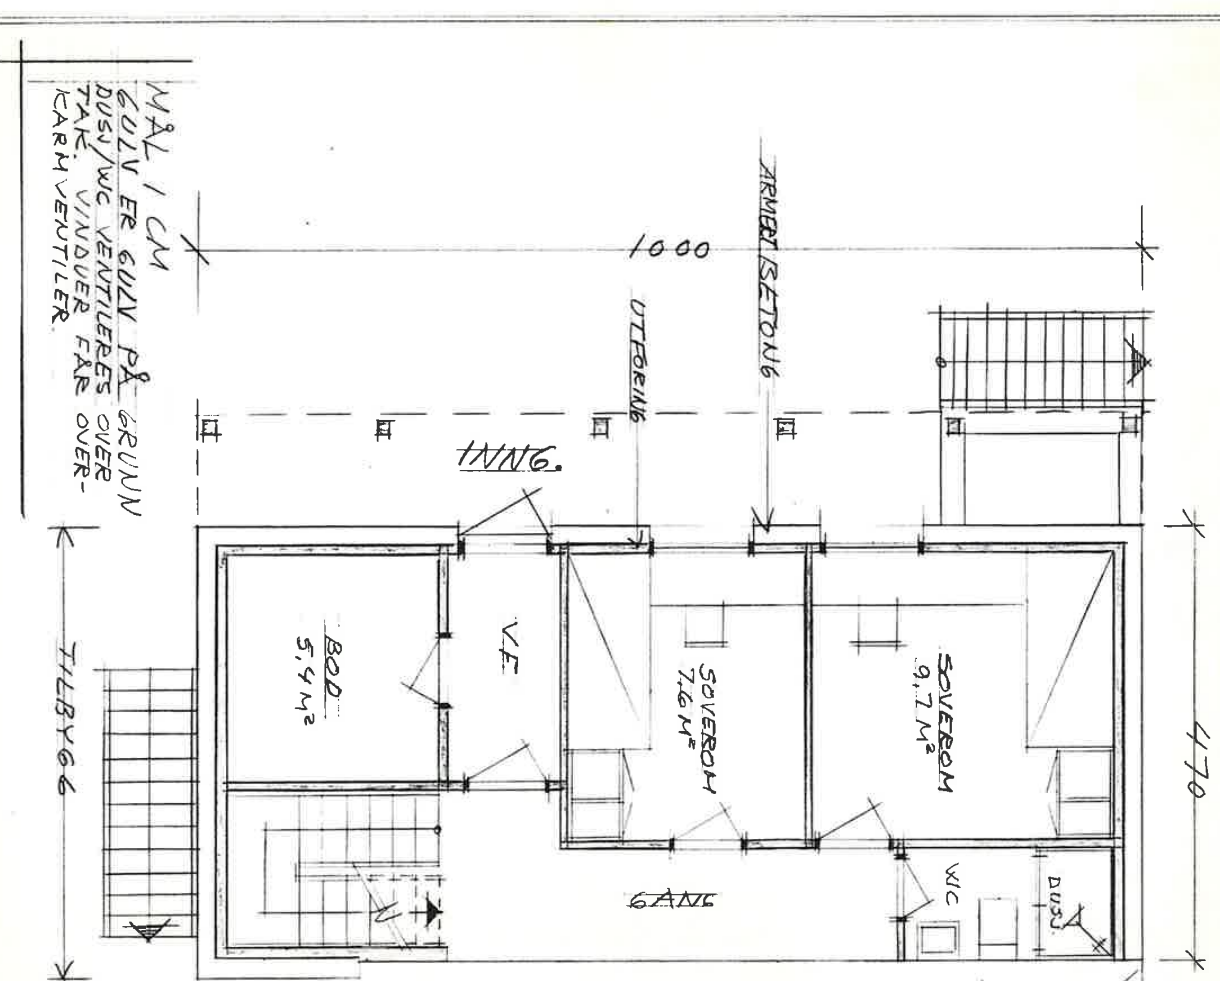 MÅL I CM
GULV ER GULV PÅ GRUNN
DUSJ/WC VENTILERES OVER
TAK. VINDUER FÅR OVER-
KARMVENTILER.
1000
ARMERT BETONG
UTFORING
INNG.
TILBYGG
470
BOD
5,4 M²
VF
SOVEROM
7.6 M²
SOVEROM
9,7 M²
GANG
WC
DUSJ.